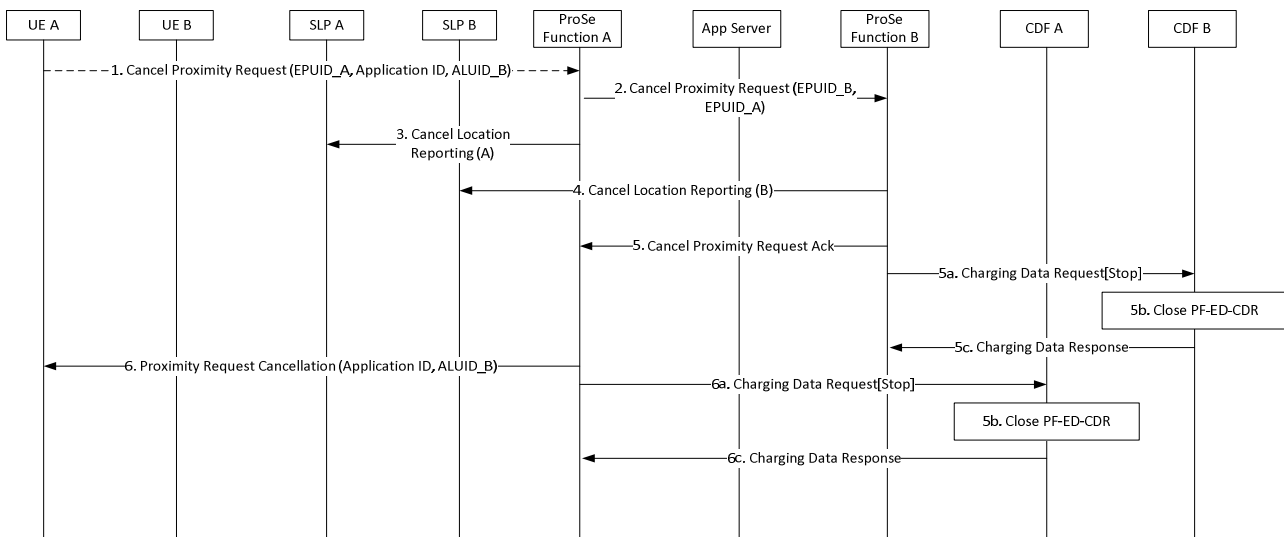 UE A
UE B
SLP A
SLP B
ProSe
Function A
App Server
ProSe
Function B
CDF A
CDF B
1. Cancel Proximity Request (EPUID_A, Application ID, ALUID_B)
2. Cancel Proximity Request (EPUID_B,
EPUID_A)
3. Cancel Location
Reporting (A)
4. Cancel Location Reporting (B)
5. Cancel Proximity Request Ack
5a. Charging Data Request[Stop]
5b. Close PF-ED-CDR
5c. Charging Data Response
6. Proximity Request Cancellation (Application ID, ALUID_B)
6a. Charging Data Request[Stop]
5b. Close PF-ED-CDR
6c. Charging Data Response